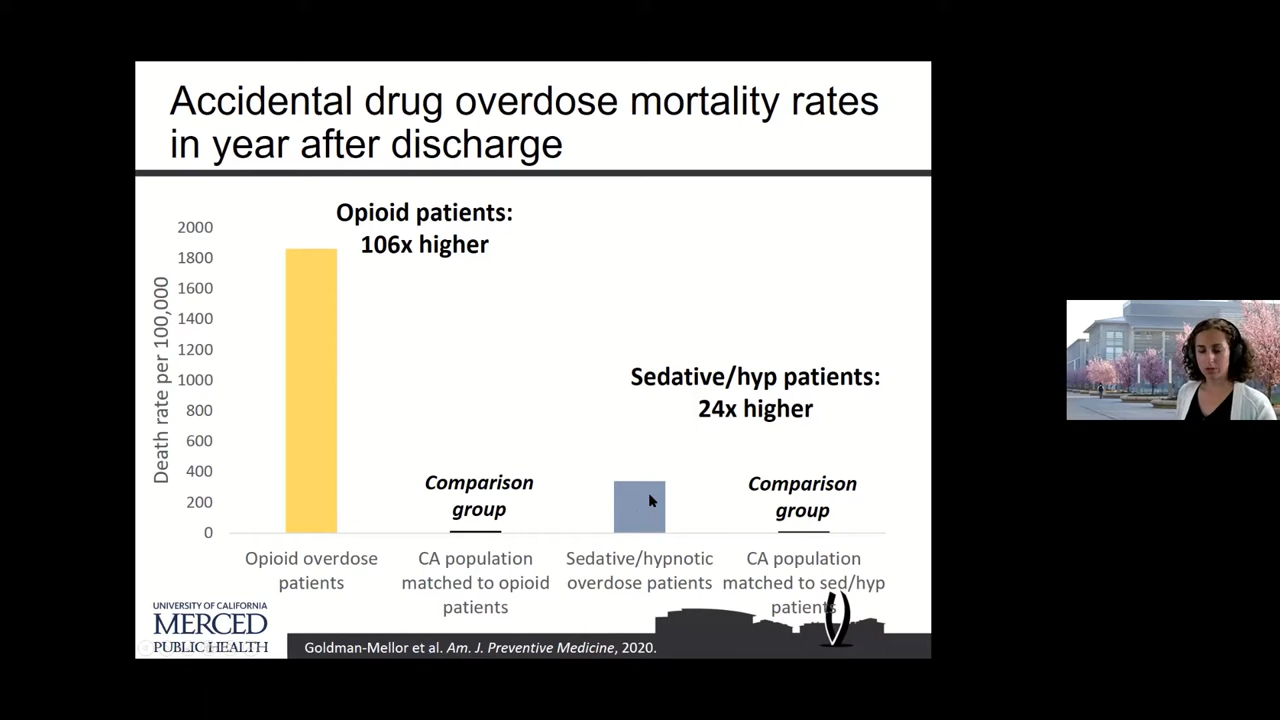 Accidental drug overdose mortality rates
in year after discharge
Opioid patients:
106x higher
Sedative/hyp patients:
24x higher
Death rate per 100,000
2000
1800
1600
1400
1200
1000
800
600
400
200
0
Comparison
group
Comparison
group
Opioid overdose
patients
CA population
matched to opioid
patients
Sedative/hypnotic
overdose patients
CA population
matched to sed/hyp
patients
UNIVERSITY OF CALIFORNIA
MERCED
PUBLIC HEALTH
Goldman-Mellor et al. Am. J. Preventive Medicine, 2020.